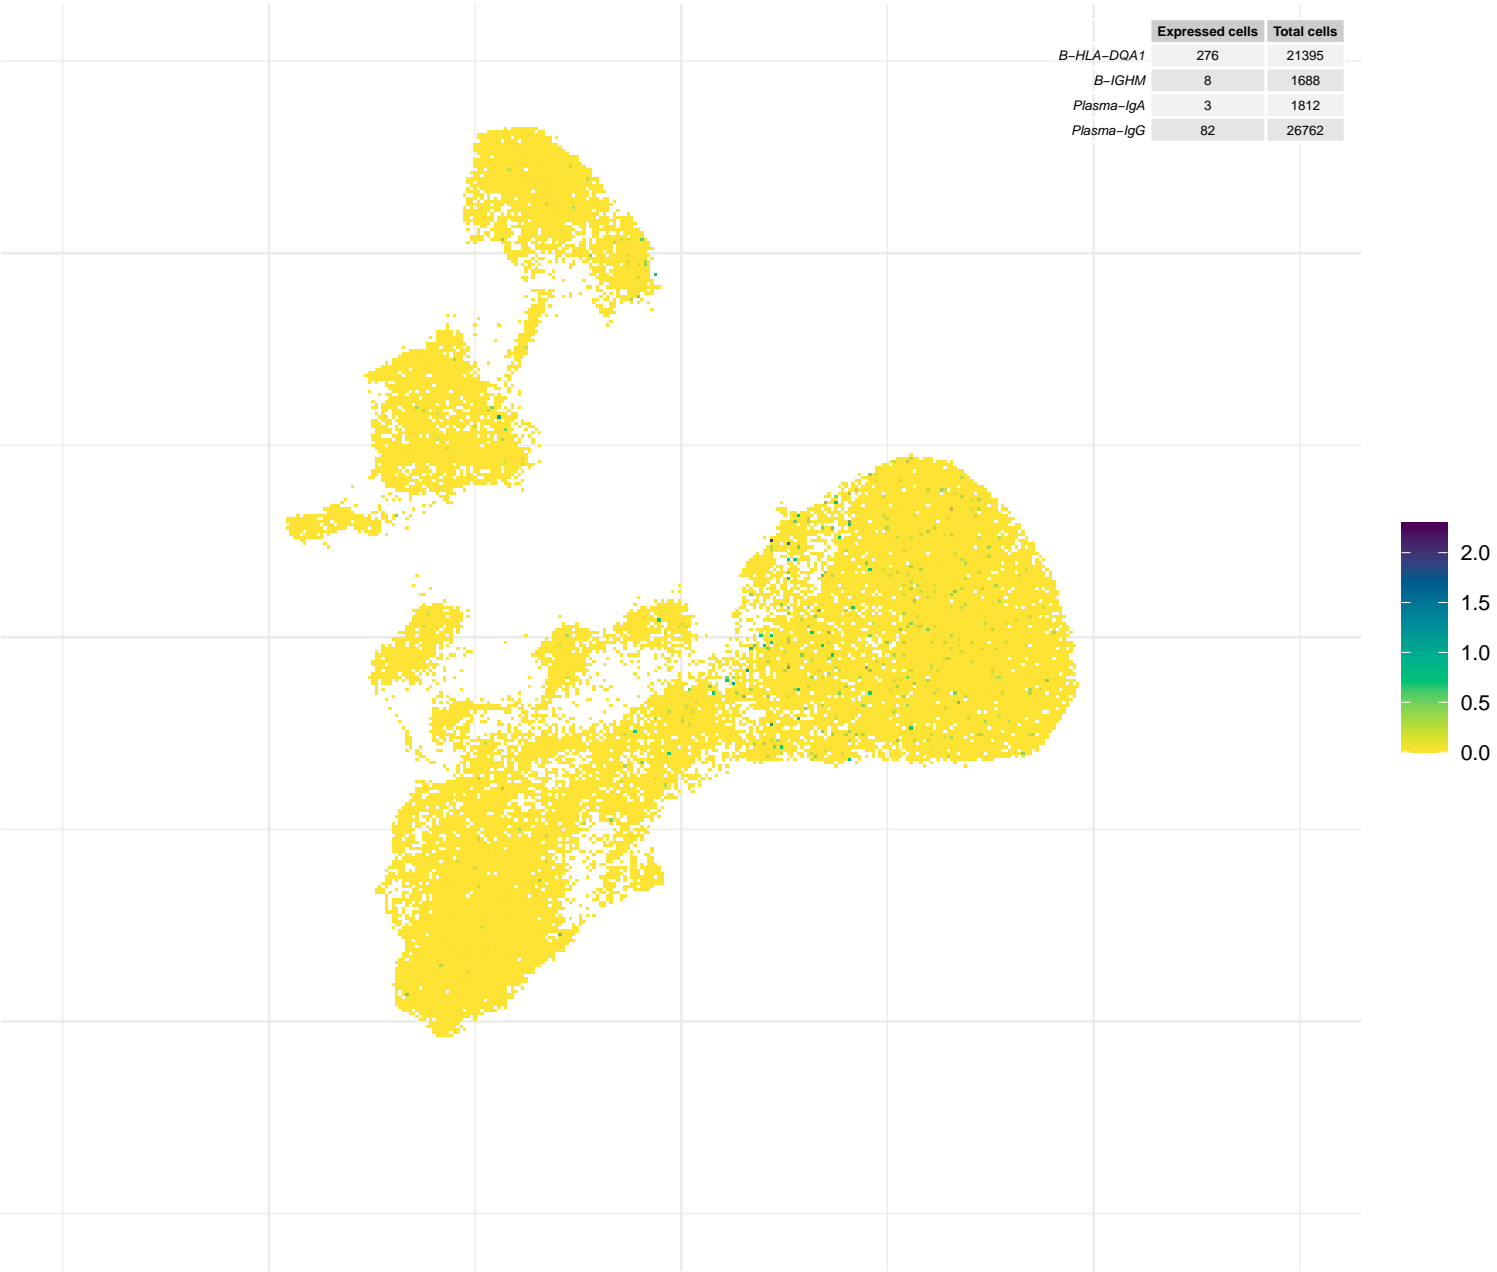 Expressed cells Total cells
B−HLA−DQA1 276 21395
B−IGHM 8 1688
Plasma−IgA 3 1812
Plasma−IgG 82 26762
2.0
1.5
1.0
0.5
0.0